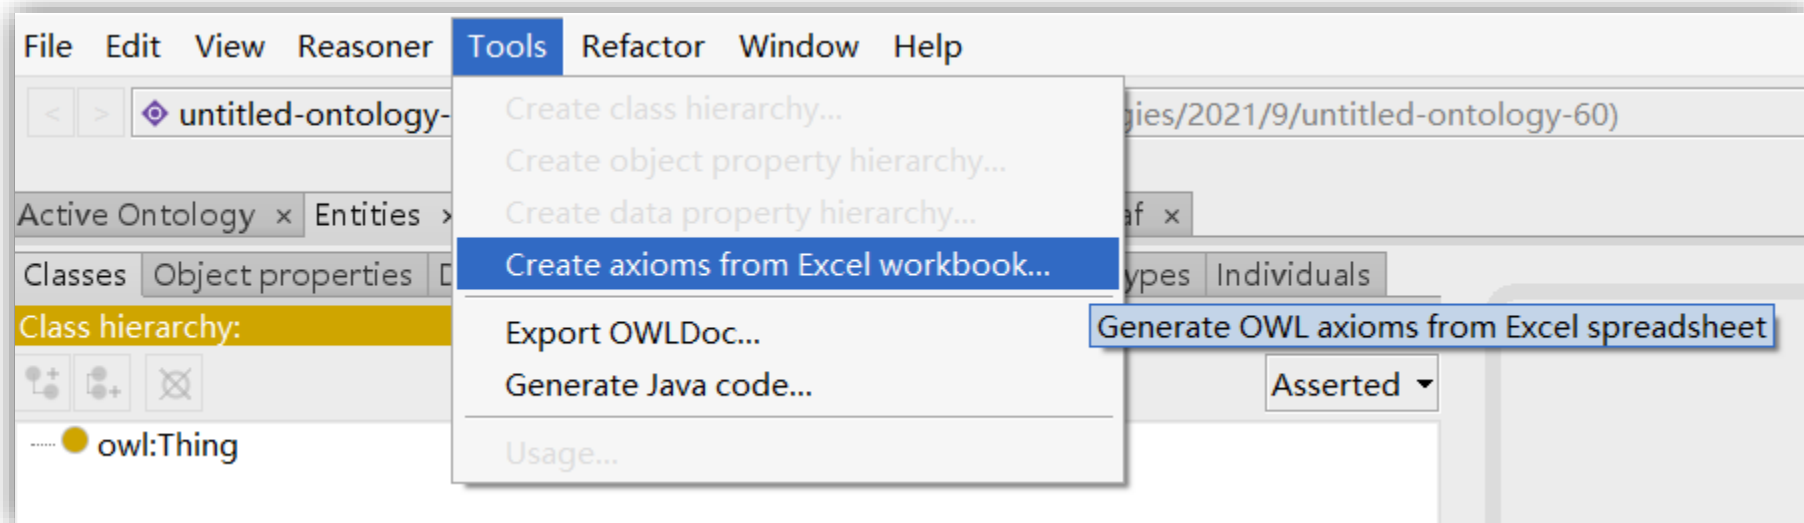 File Edit View Reasoner Tools Refactor Window Help
< > untitled-ontology- gies/2021/9/untitled-ontology-60)
Create class hierarchy...
Create object property hierarchy...
Create data property hierarchy...
Create axioms from Excel workbook...
Generate OWL axioms from Excel spreadsheet
Export OWLDoc...
Generate Java code...
Usage...
Active Ontology × Entities × af ×
Classes Object properties D ypes Individuals
Class hierarchy:
Asserted
owl:Thing